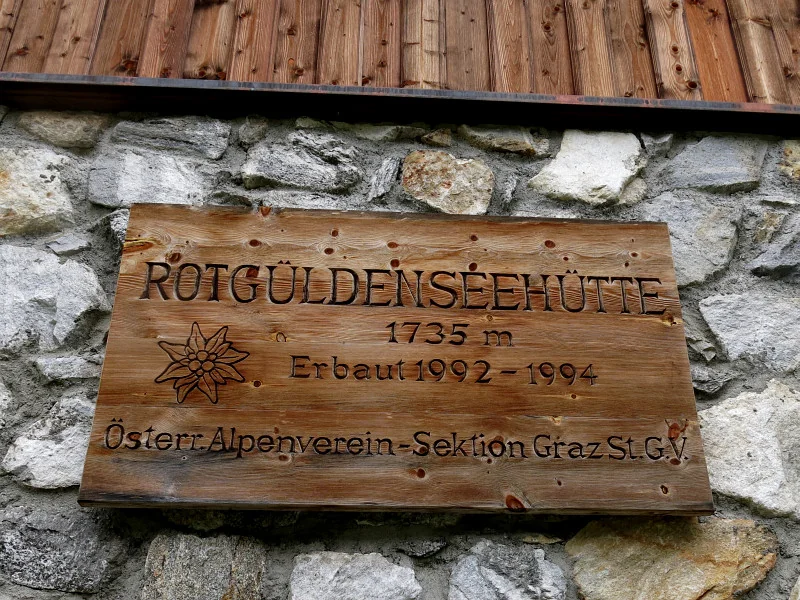 ROTGÜLDENSEEHÜTTE
1735 m
Erbaut 1992 - 1994
Österr. Alpenverein - Sektion Graz St.G.V.